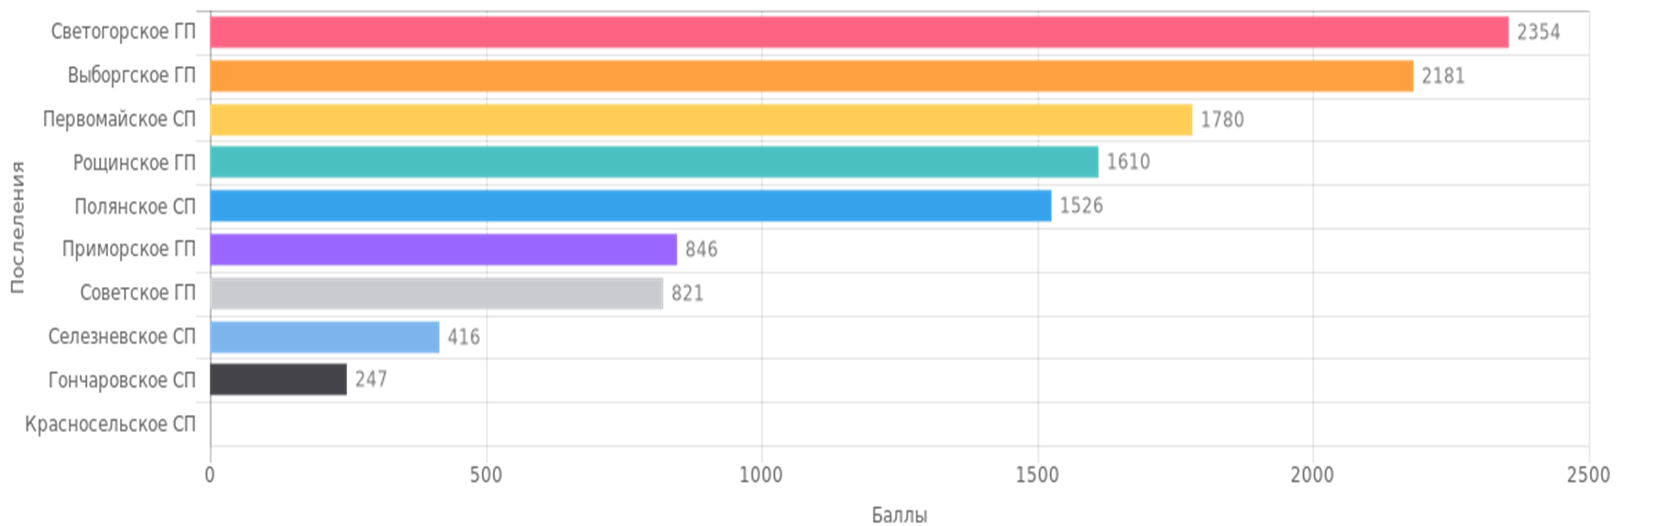 Светогорское ГП
2354
Выборгское ГП
2181
Первомайское СП
1780
Рощинское ГП
1610
Полянское СП
1526
Приморское ГП
846
Советское ГП
821
Селезневское СП
416
Гончаровское СП
247
Красносельское СП
Послеления
0 500 1000 1500 2000 2500
Баллы